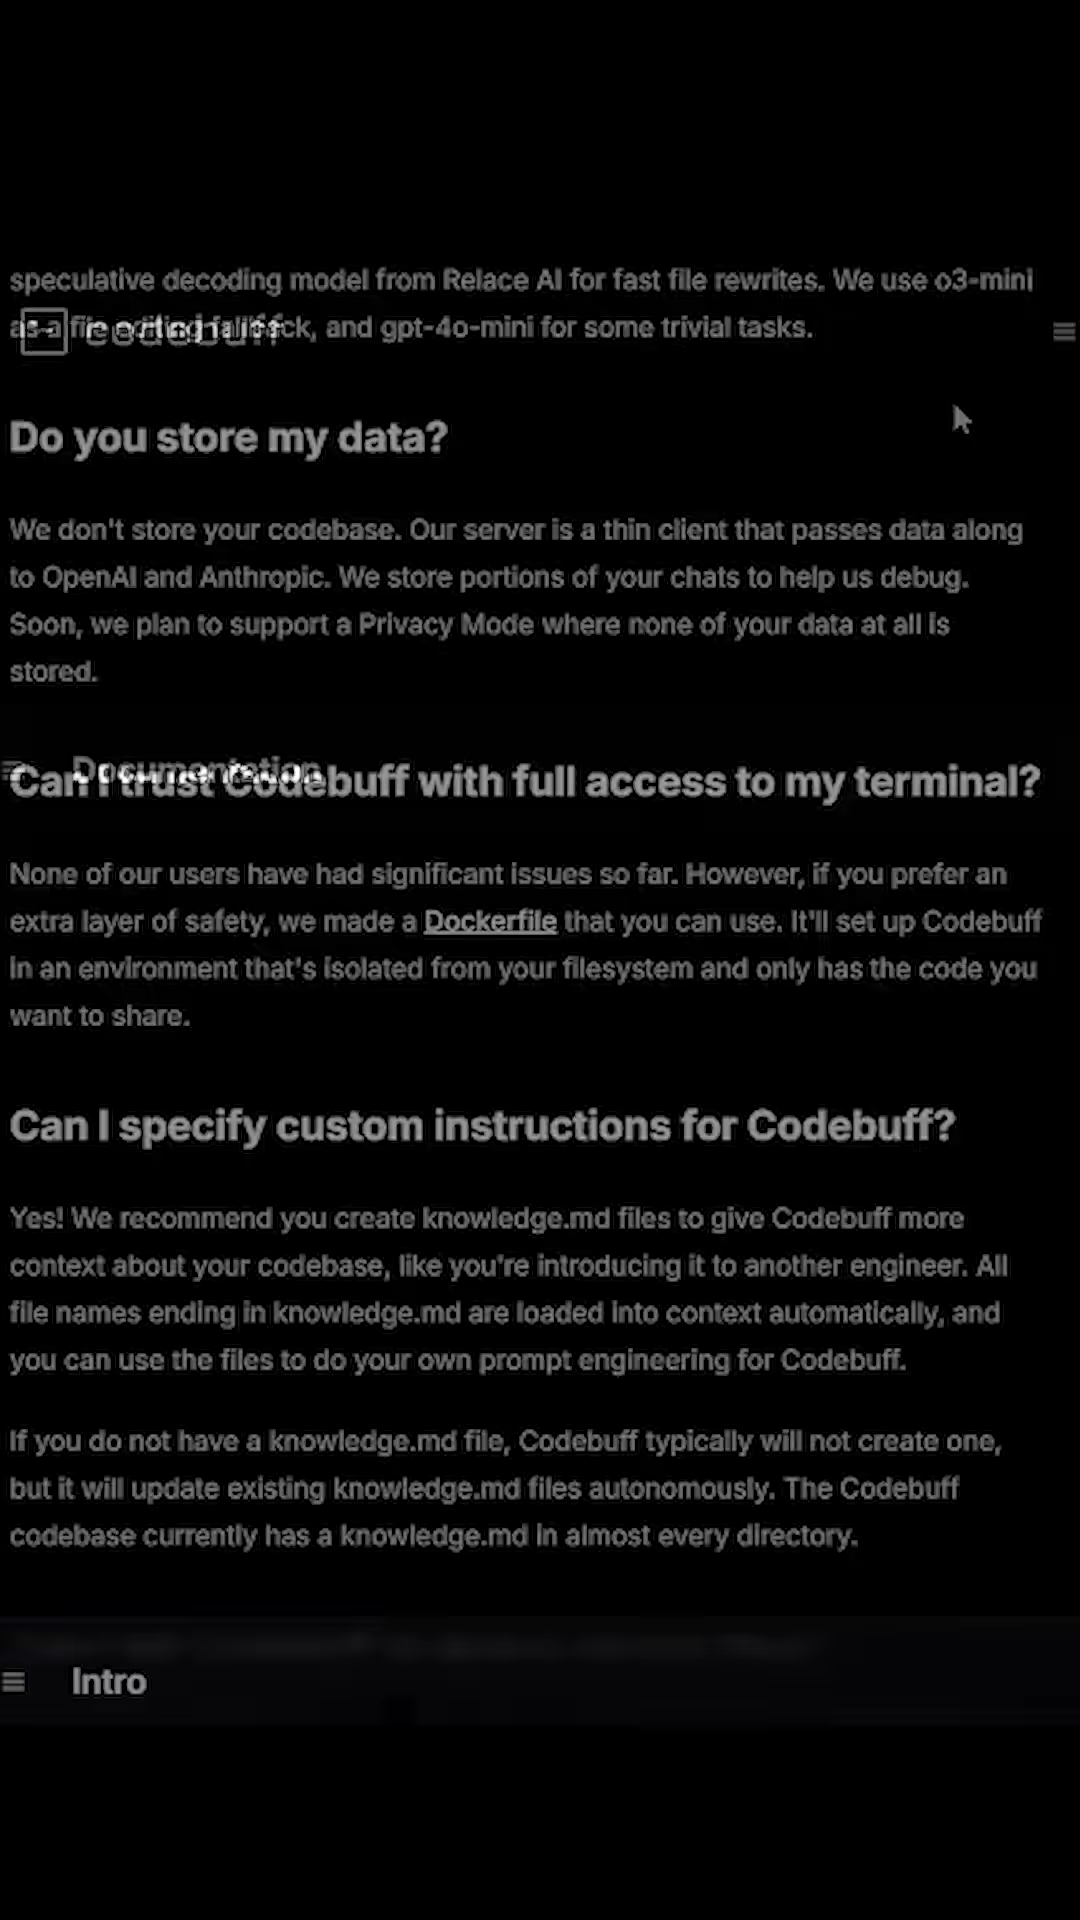 speculative decoding model from Relace AI for fast file rewrites. We use o3-mini
as a file editing fallback, and gpt-4o-mini for some trivial tasks.
codebuff
Do you store my data?
We don't store your codebase. Our server is a thin client that passes data along
to OpenAI and Anthropic. We store portions of your chats to help us debug.
Soon, we plan to support a Privacy Mode where none of your data at all is
stored.
Documentation
Can I trust Codebuff with full access to my terminal?
None of our users have had significant issues so far. However, if you prefer an
extra layer of safety, we made a Dockerfile that you can use. It'll set up Codebuff
in an environment that's isolated from your filesystem and only has the code you
want to share.
Can I specify custom instructions for Codebuff?
Yes! We recommend you create knowledge.md files to give Codebuff more
context about your codebase, like you're introducing it to another engineer. All
file names ending in knowledge.md are loaded into context automatically, and
you can use the files to do your own prompt engineering for Codebuff.
If you do not have a knowledge.md file, Codebuff typically will not create one,
but it will update existing knowledge.md files autonomously. The Codebuff
codebase currently has a knowledge.md in almost every directory.
Intro